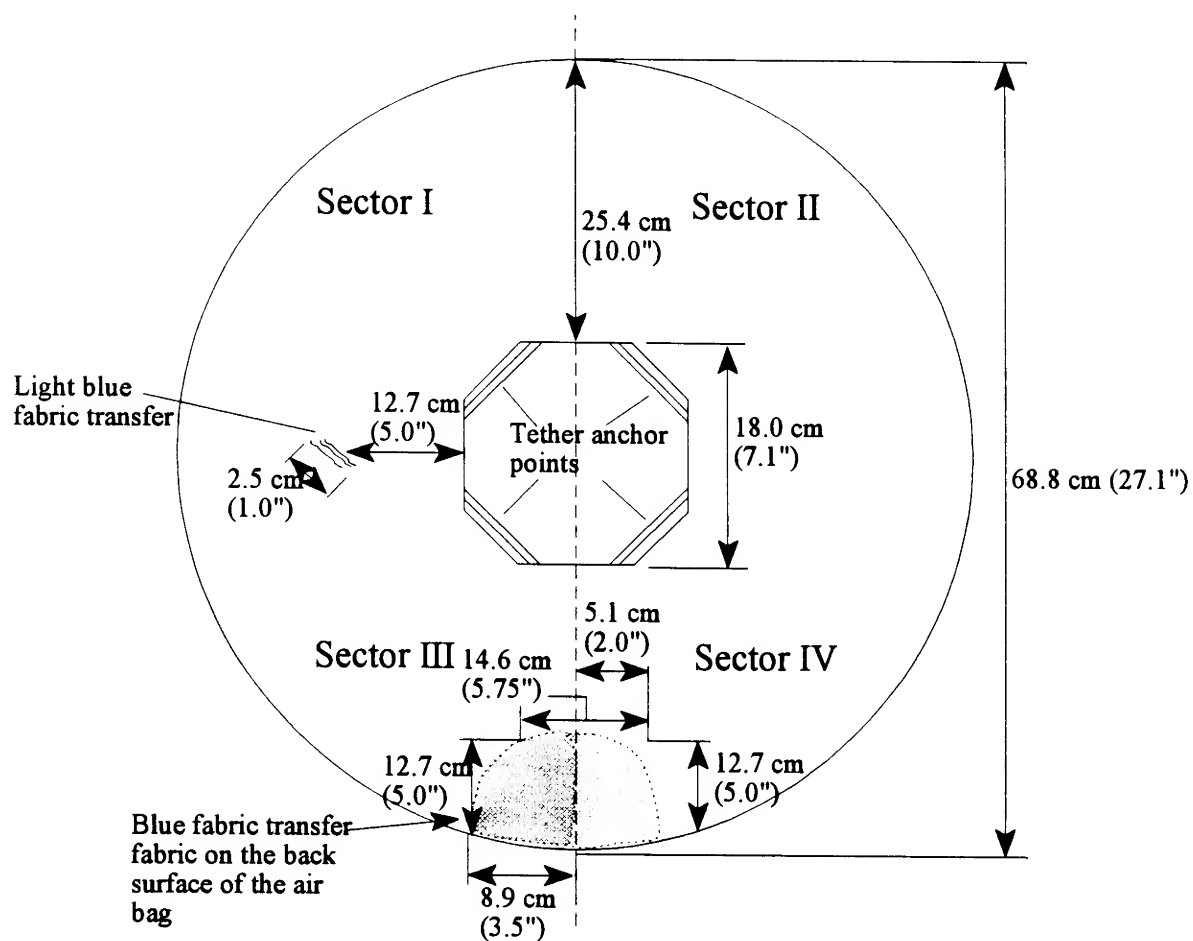 Sector I
Sector II
25.4 cm
(10.0")
Light blue
fabric transfer
12.7 cm
(5.0")
Tether anchor
points
18.0 cm
(7.1")
68.8 cm (27.1")
2.5 cm
(1.0")
5.1 cm
(2.0")
Sector III
14.6 cm
(5.75")
Sector IV
12.7 cm
(5.0")
12.7 cm
(5.0")
Blue fabric transfer
fabric on the back
surface of the air
bag
8.9 cm
(3.5")